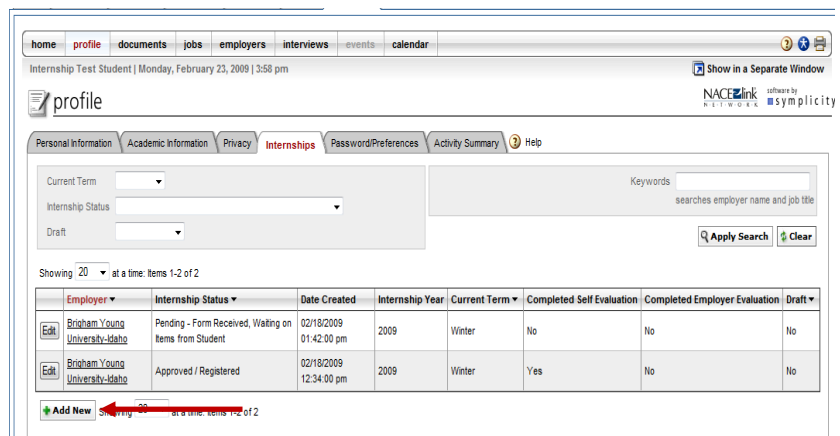 home profile documents jobs employers interviews events calendar
Internship Test Student | Monday, February 23, 2009 | 3:58 pm
Show in a Separate Window
profile
NACElink NETWORK software by symplicity
Personal Information Academic Information Privacy Internships Password/Preferences Activity Summary Help
Current Term
Keywords
Internship Status
searches employer name and job title
Draft
Apply Search Clear
Showing 20 at a time: Items 1-2 of 2
Employer Internship Status Date Created Internship Year Current Term Completed Self Evaluation Completed Employer Evaluation Draft
Edit Brigham Young University-Idaho Pending - Form Received, Waiting on Items from Student 02/18/2009 01:42:00 pm 2009 Winter No No No
Edit Brigham Young University-Idaho Approved / Registered 02/18/2009 12:34:00 pm 2009 Winter Yes No No
Add New Showing 20 at a time: Items 1-2 of 2